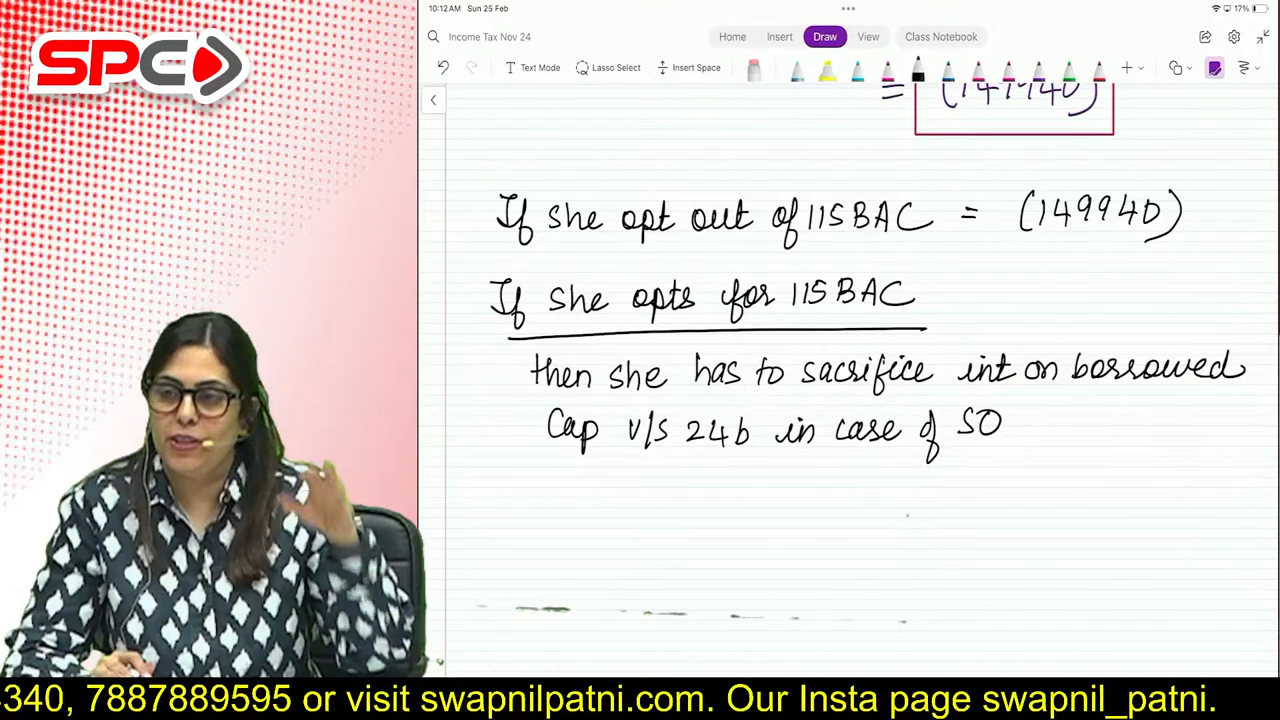 10:12 AM Sun 25 Feb
17%
SPC
Income Tax Nov 24
Home Insert Draw View Class Notebook
Text Mode Lasso Select Insert Space
= (149940)
If she opt out of 115BAC = (149940)
If she opts for 115BAC
then she has to sacrifice int on borrowed
Cap v/s 24b in case of SO
340, 7887889595 or visit swapnilpatni.com. Our Insta page swapnil_patni.